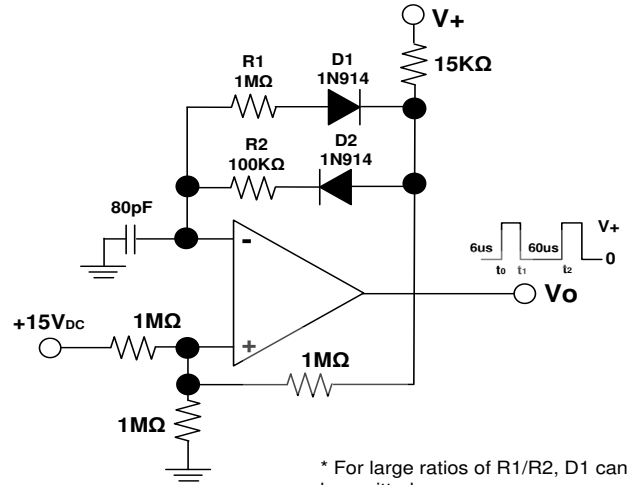 V+
15KΩ
R1
1MΩ
D1
1N914
R2
100KΩ
D2
1N914
80pF
-
6us
60us
V+
0
t0
t1
t2
Vo
+15VDC
1MΩ
+
1MΩ
1MΩ
* For large ratios of R1/R2, D1 can